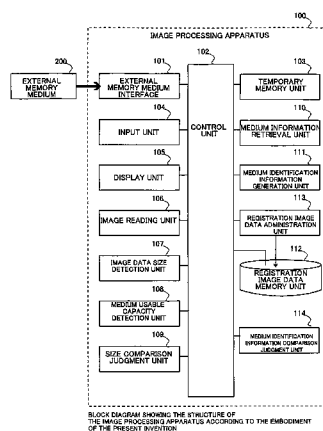 100
IMAGE PROCESSING APPARATUS
200
EXTERNAL
MEMORY
MEDIUM
101
EXTERNAL
MEMORY MEDIUM
INTERFACE
102
CONTROL
UNIT
103
TEMPORARY
MEMORY UNIT
104
INPUT UNIT
110
MEDIUM INFORMATION
RETRIEVAL UNIT
105
DISPLAY UNIT
111
MEDIUM IDENTIFICATION
INFORMATION
GENERATION UNIT
106
IMAGE READING UNIT
113
REGISTRATION IMAGE
DATA ADMINISTRATION
UNIT
107
IMAGE DATA SIZE
DETECTION UNIT
112
REGISTRATION
IMAGE DATA
MEMORY UNIT
108
MEDIUM USABLE
CAPACITY
DETECTION UNIT
109
SIZE COMPARISON
JUDGMENT UNIT
114
MEDIUM IDENTIFICATION
INFORMATION COMPARISON
JUDGMENT UNIT
BLOCK DIAGRAM SHOWING THE STRUCTURE OF
THE IMAGE PROCESSING APPARATUS ACCORDING TO THE EMBODIMENT
OF THE PRESENT INVENTION